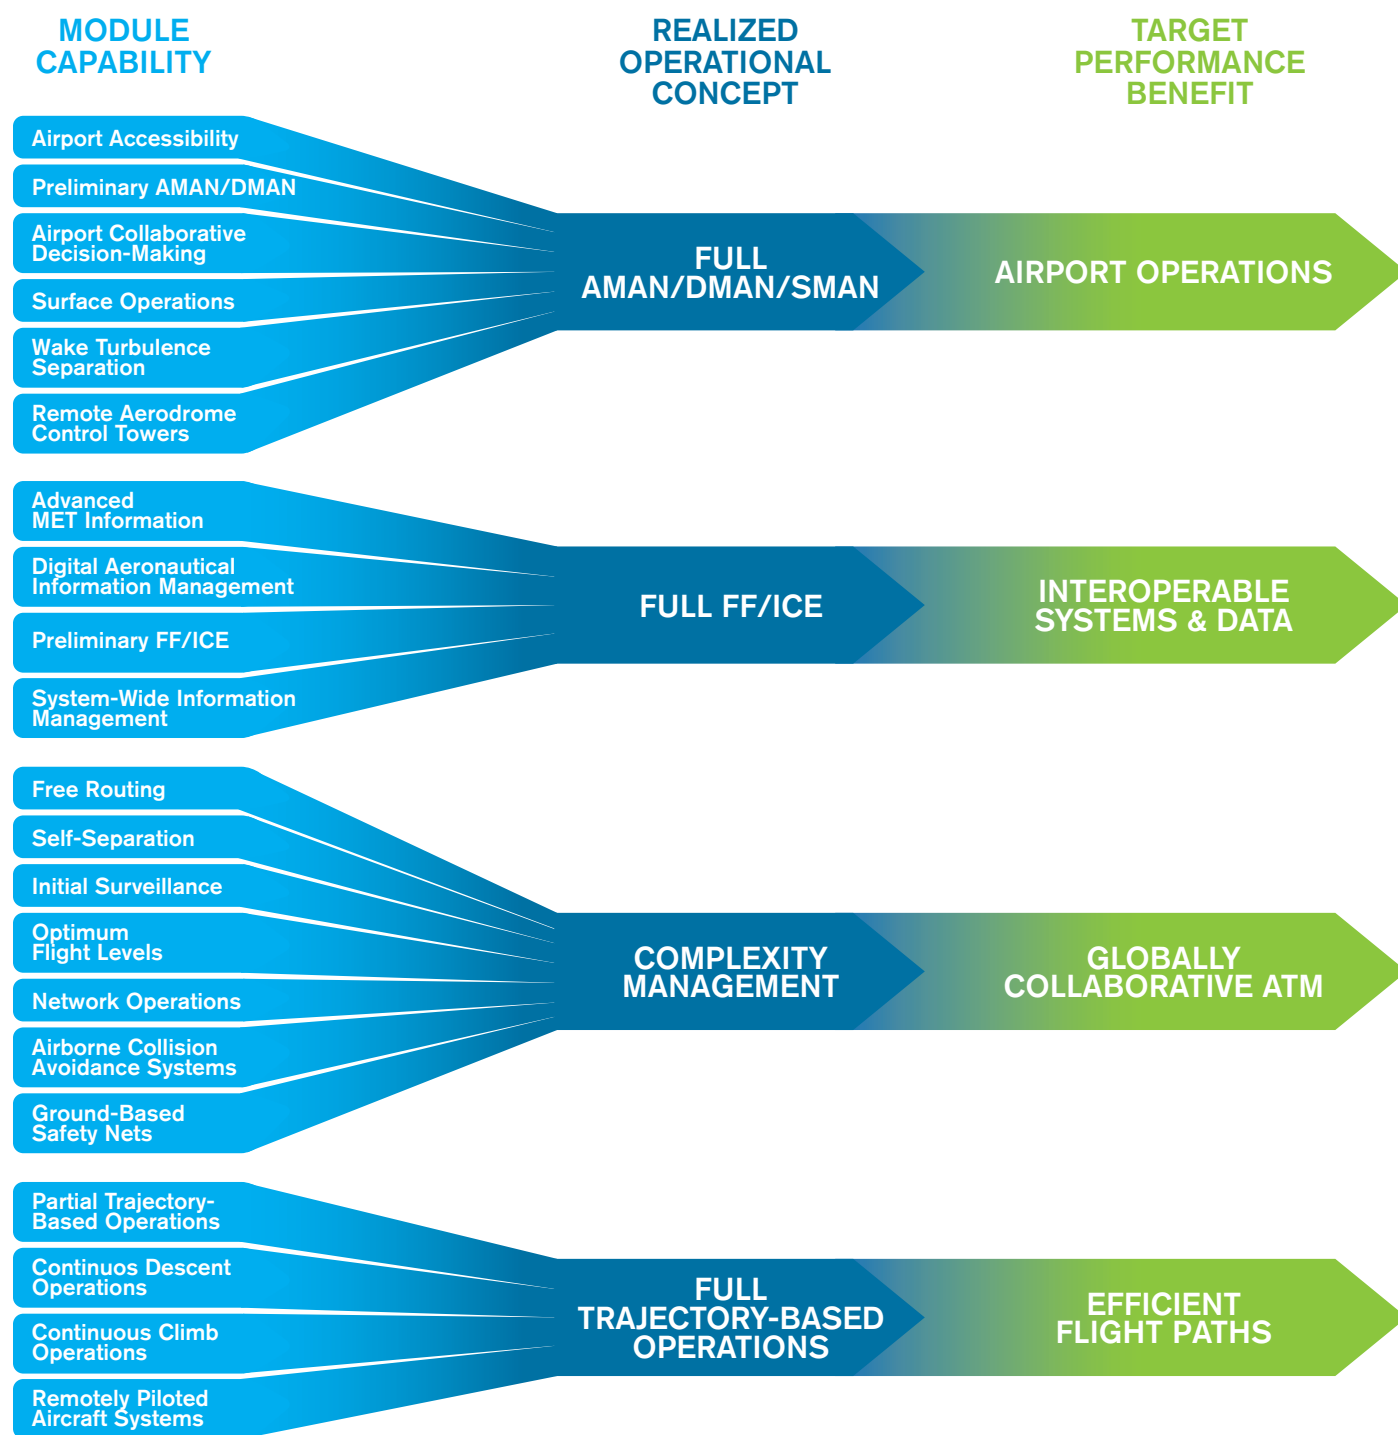 MODULE
CAPABILITY
REALIZED
OPERATIONAL
CONCEPT
TARGET
PERFORMANCE
BENEFIT
Airport Accessibility
Preliminary AMAN/DMAN
Airport Collaborative
Decision-Making
Surface Operations
Wake Turbulence
Separation
Remote Aerodrome
Control Towers
FULL
AMAN/DMAN/SMAN
AIRPORT OPERATIONS
Advanced
MET Information
Digital Aeronautical
Information Management
Preliminary FF/ICE
System-Wide Information
Management
FULL FF/ICE
INTEROPERABLE
SYSTEMS & DATA
Free Routing
Self-Separation
Initial Surveillance
Optimum
Flight Levels
Network Operations
Airborne Collision
Avoidance Systems
Ground-Based
Safety Nets
COMPLEXITY
MANAGEMENT
GLOBALLY
COLLABORATIVE ATM
Partial Trajectory-
Based Operations
Continuos Descent
Operations
Continuous Climb
Operations
Remotely Piloted
Aircraft Systems
FULL
TRAJECTORY-BASED
OPERATIONS
EFFICIENT
FLIGHT PATHS